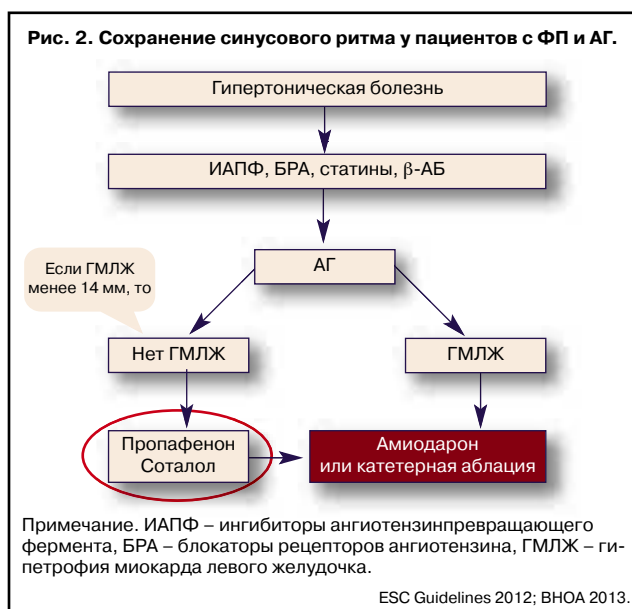 Рис. 2. Сохранение синусового ритма у пациентов с ФП и АГ.
Гипертоническая болезнь
ИАПФ, БРА, статины, β-АБ
АГ
Если ГМЛЖ
менее 14 мм, то
Нет ГМЛЖ
ГМЛЖ
Пропафенон
Соталол
Амиодарон
или катетерная аблация
Примечание. ИАПФ – ингибиторы ангиотензинпревращающего
фермента, БРА – блокаторы рецепторов ангиотензина, ГМЛЖ – ги-
петрофия миокарда левого желудочка.
ESC Guidelines 2012; ВНОА 2013.